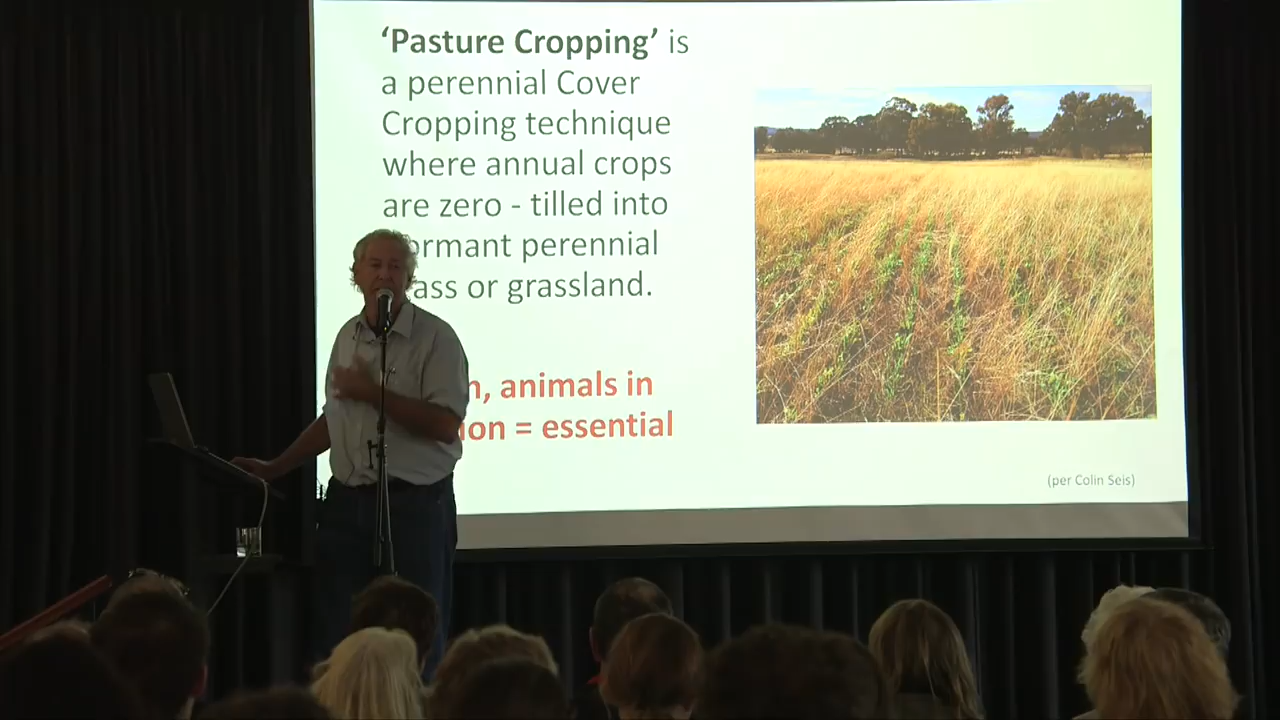 ‘Pasture Cropping’ is
a perennial Cover
Cropping technique
where annual crops
are zero - tilled into
ormant perennial
ass or grassland.
, animals in
= essential
(per Colin Seis)